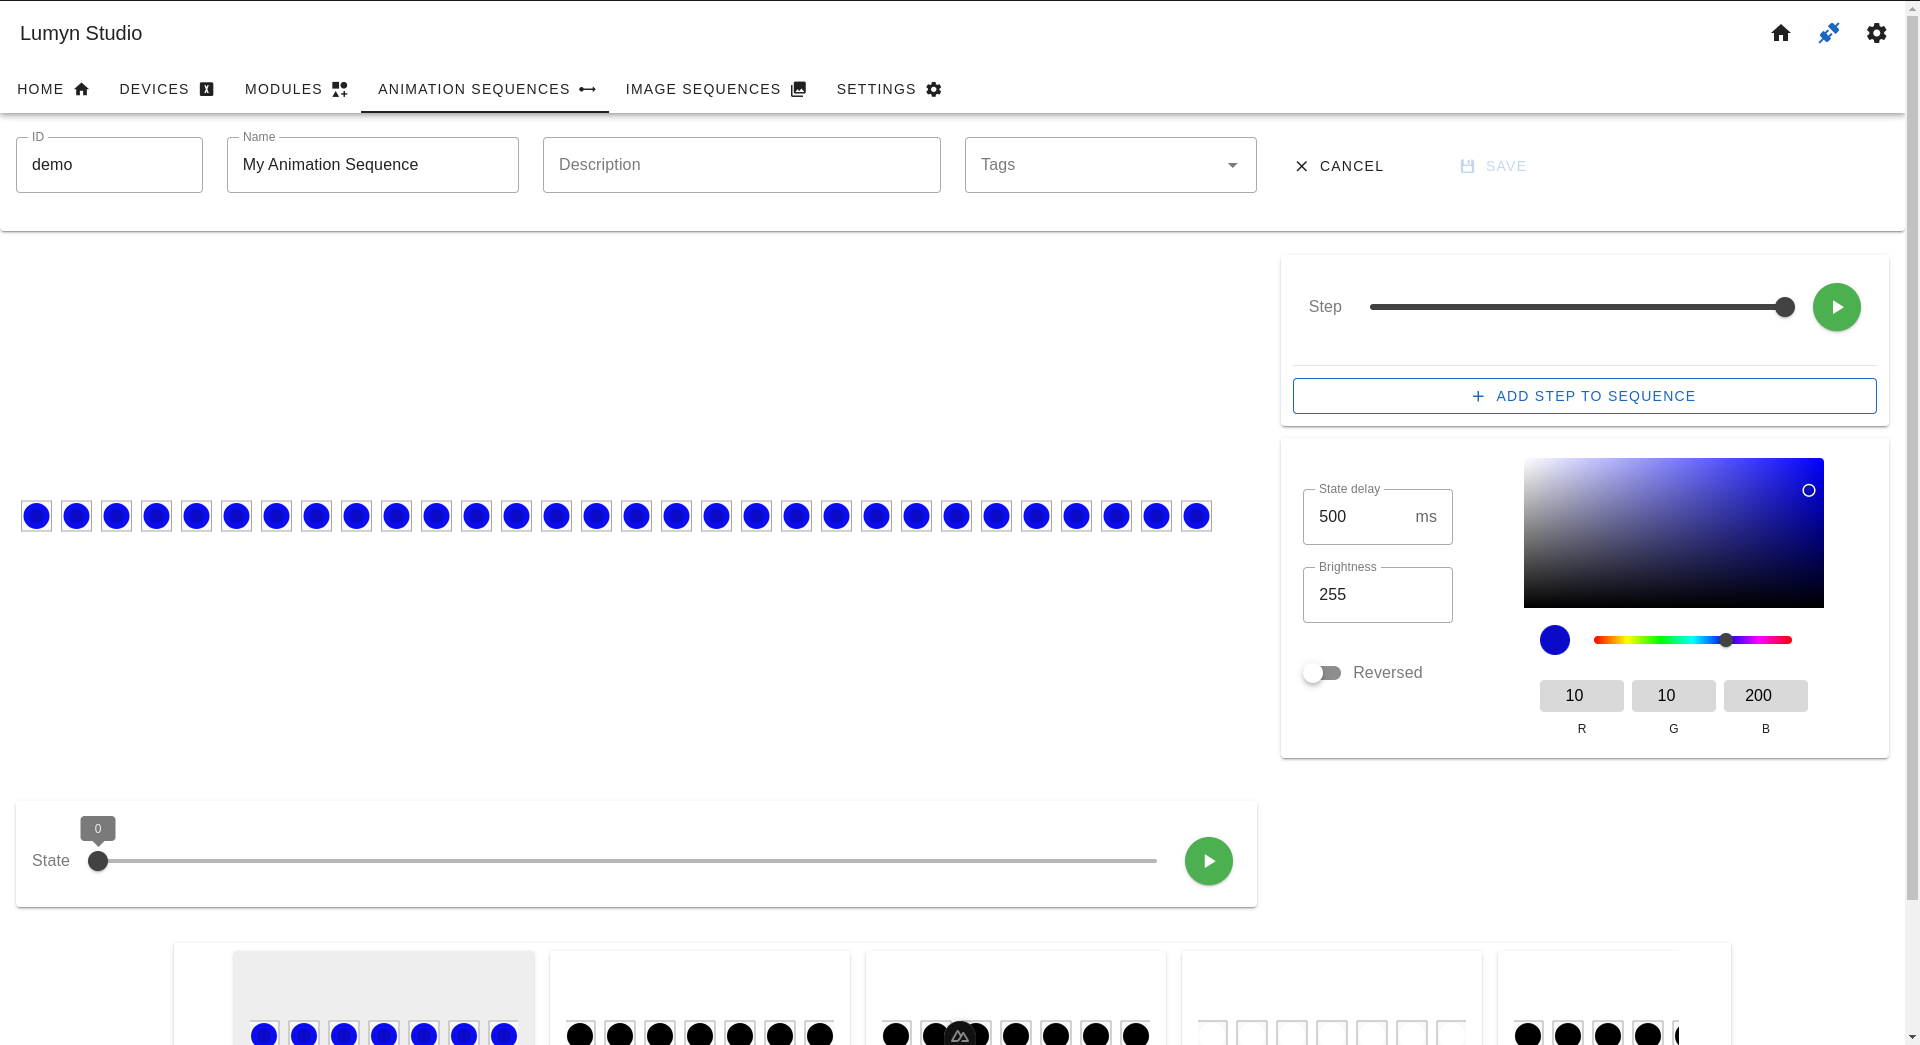 Lumyn Studio
HOME DEVICES MODULES ANIMATION SEQUENCES IMAGE SEQUENCES SETTINGS
ID
demo
Name
My Animation Sequence
Description
Tags
CANCEL
SAVE
Step
ADD STEP TO SEQUENCE
State delay
500 ms
Brightness
255
Reversed
10 10 200
R G B
0
State